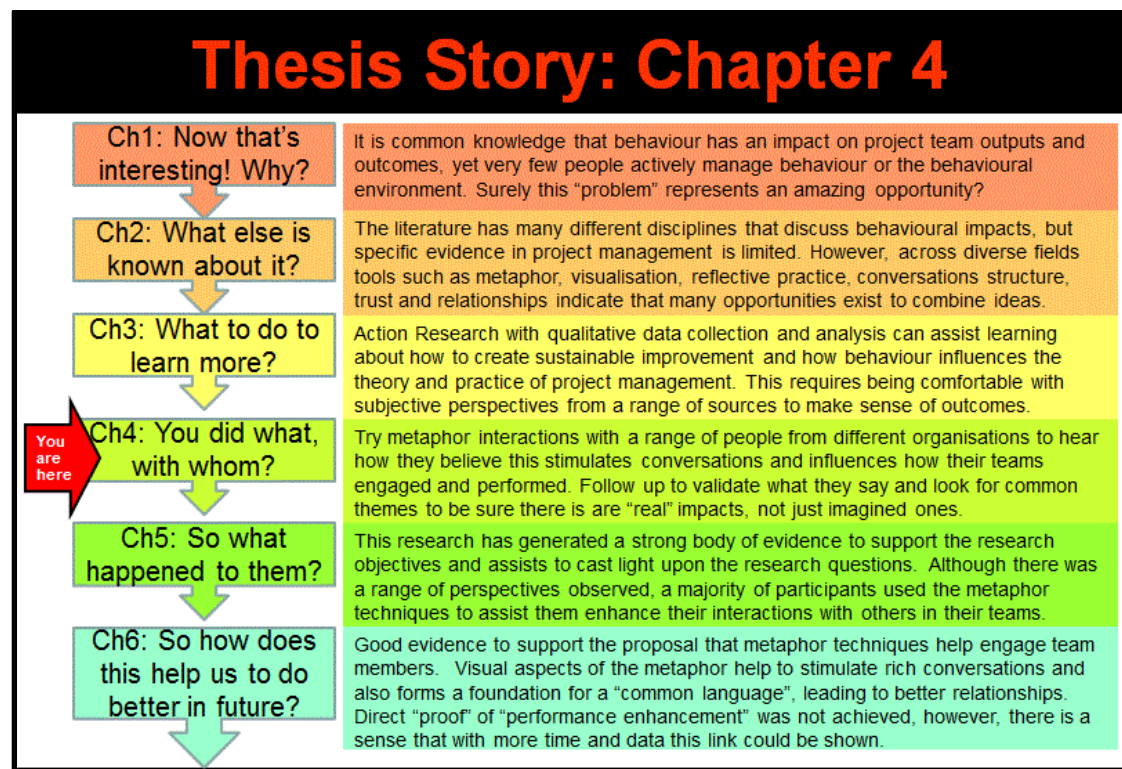 Thesis Story: Chapter 4
Ch1: Now that's
interesting! Why?
It is common knowledge that behaviour has an impact on project team outputs and
outcomes, yet very few people actively manage behaviour or the behavioural
environment. Surely this “problem” represents an amazing opportunity?
Ch2: What else is
known about it?
The literature has many different disciplines that discuss behavioural impacts, but
specific evidence in project management is limited. However, across diverse fields
tools such as metaphor, visualisation, reflective practice, conversations structure,
trust and relationships indicate that many opportunities exist to combine ideas.
Ch3: What to do to
learn more?
Action Research with qualitative data collection and analysis can assist learning
about how to create sustainable improvement and how behaviour influences the
theory and practice of project management. This requires being comfortable with
subjective perspectives from a range of sources to make sense of outcomes.
You
are
here
Ch4: You did what,
with whom?
Try metaphor interactions with a range of people from different organisations to hear
how they believe this stimulates conversations and influences how their teams
engaged and performed. Follow up to validate what they say and look for common
themes to be sure there is are “real” impacts, not just imagined ones.
Ch5: So what
happened to them?
This research has generated a strong body of evidence to support the research
objectives and assists to cast light upon the research questions. Although there was
a range of perspectives observed, a majority of participants used the metaphor
techniques to assist them enhance their interactions with others in their teams.
Ch6: So how does
this help us to do
better in future?
Good evidence to support the proposal that metaphor techniques help engage team
members. Visual aspects of the metaphor help to stimulate rich conversations and
also forms a foundation for a “common language”, leading to better relationships.
Direct “proof” of “performance enhancement” was not achieved, however, there is a
sense that with more time and data this link could be shown.